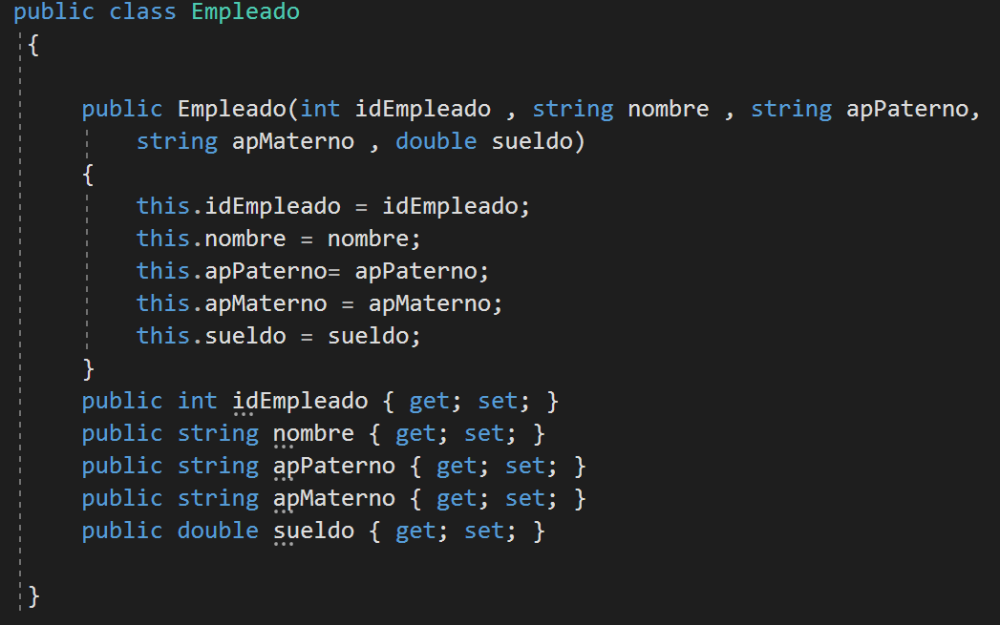 public class Empleado
{
public Empleado(int idEmpleado , string nombre , string apPaterno,
string apMaterno , double sueldo)
{
this.idEmpleado = idEmpleado;
this.nombre = nombre;
this.apPaterno= apPaterno;
this.apMaterno = apMaterno;
this.sueldo = sueldo;
}
public int idEmpleado { get; set; }
public string nombre { get; set; }
public string apPaterno { get; set; }
public string apMaterno { get; set; }
public double sueldo { get; set; }
}